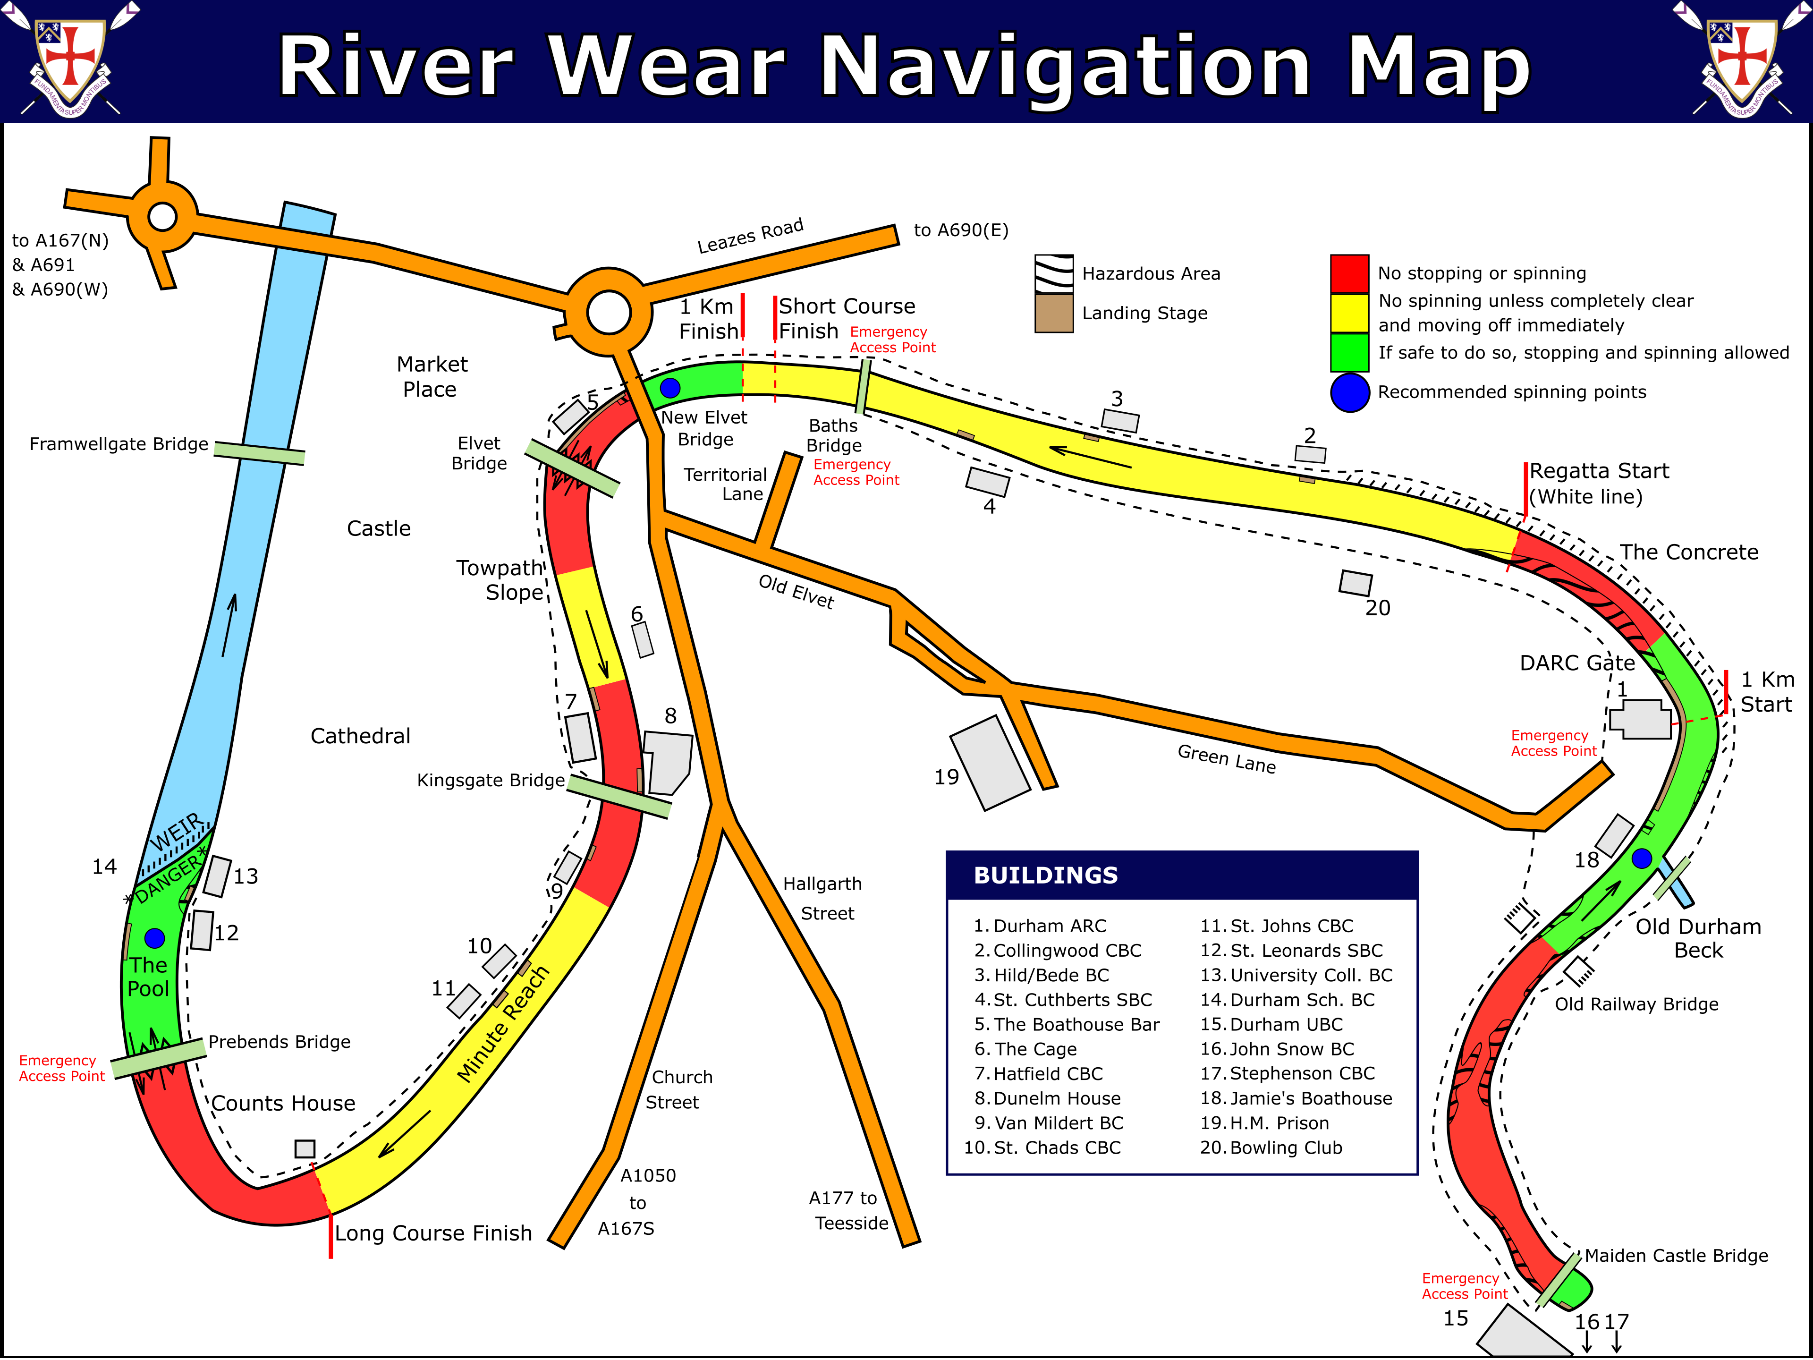 River Wear Navigation Map
FUNDAMENTA SUPER MONTIBUS
FUNDAMENTA SUPER MONTIBUS
to A167(N)
& A691
& A690(W)
Leazes Road
to A690(E)
Hazardous Area
Landing Stage
No stopping or spinning
No spinning unless completely clear
and moving off immediately
If safe to do so, stopping and spinning allowed
Recommended spinning points
1 Km
Finish
Short Course
Finish
Emergency
Access Point
Market
Place
5
New Elvet
Bridge
Baths
Bridge
Emergency
Access Point
3
2
4
Framwellgate Bridge
Elvet
Bridge
Territorial
Lane
Regatta Start
(White line)
Castle
The Concrete
Towpath
Slope
Old Elvet
20
6
DARC Gate
1
1 Km
Start
Emergency
Access Point
7
8
Cathedral
Kingsgate Bridge
19
Green Lane
WEIR
*DANGER*
14
13
12
9
18
Hallgarth
Street
Old Durham
Beck
The
Pool
10
11
Minute Reach
Old Railway Bridge
Prebends Bridge
Emergency
Access Point
Counts House
Church
Street
A1050
to
A167S
A177 to
Teesside
Long Course Finish
BUILDINGS
1. Durham ARC
2. Collingwood CBC
3. Hild/Bede BC
4. St. Cuthberts SBC
5. The Boathouse Bar
6. The Cage
7. Hatfield CBC
8. Dunelm House
9. Van Mildert BC
10. St. Chads CBC
11. St. Johns CBC
12. St. Leonards SBC
13. University Coll. BC
14. Durham Sch. BC
15. Durham UBC
16. John Snow BC
17. Stephenson CBC
18. Jamie's Boathouse
19. H.M. Prison
20. Bowling Club
Maiden Castle Bridge
Emergency
Access Point
15
16 17